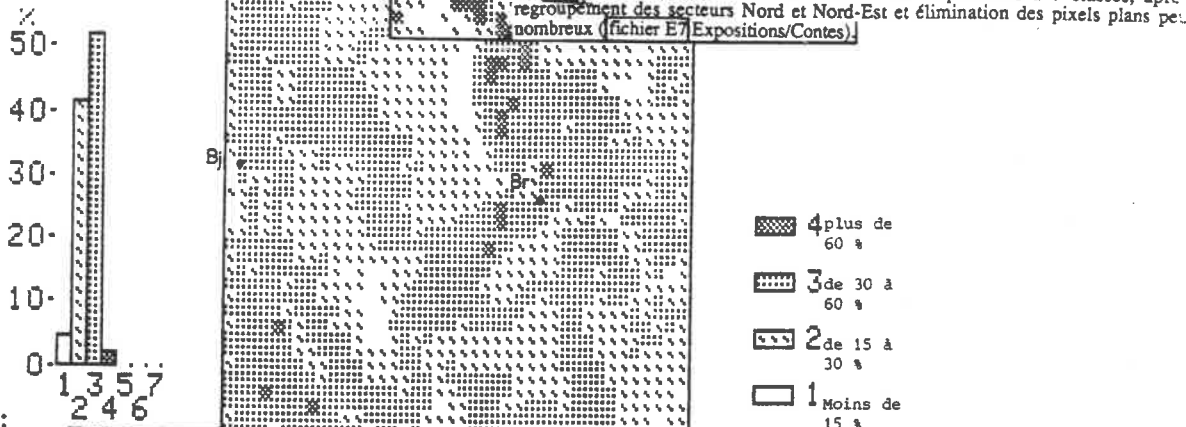 regroupement des secteurs Nord et Nord-Est et élimination des pixels plans peu
nombreux (fichier E7 Expositions/Contes).
%
50-
40-
30-
20-
10-
0-
1 3 5 7
2 4 6
Bj
Br
4 plus de
60 %
3 de 30 à
60 %
2 de 15 à
30 %
1 Moins de
15 %